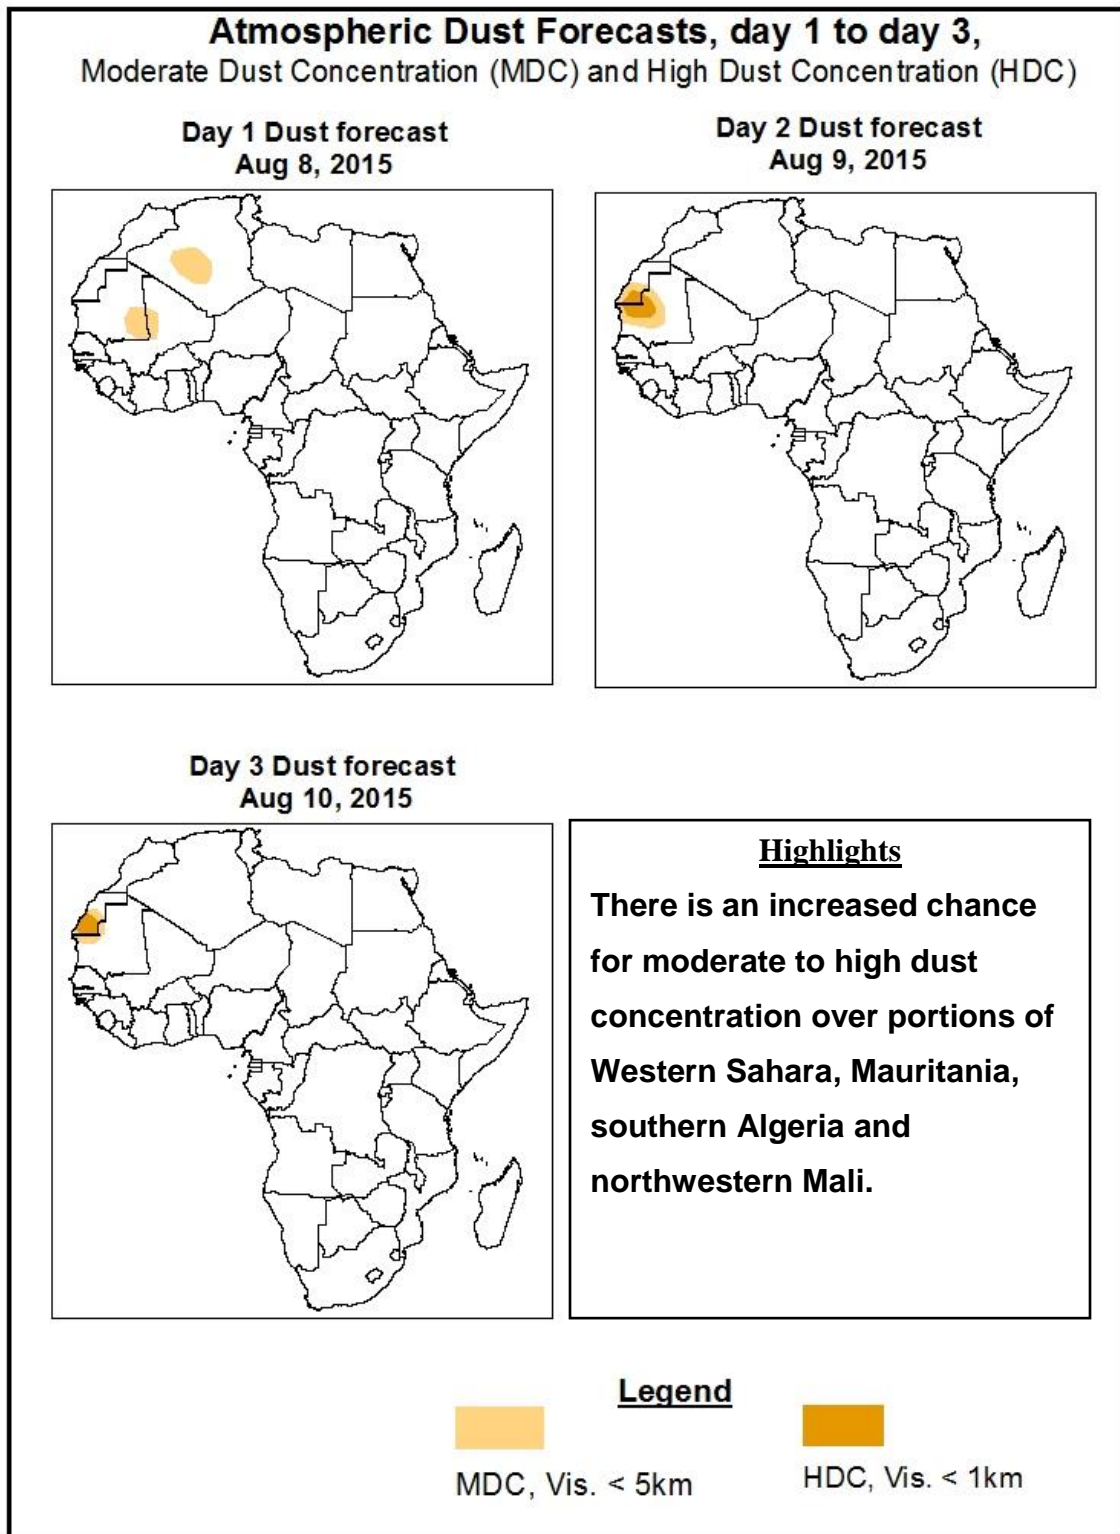 Atmospheric Dust Forecasts, day 1 to day 3,
Moderate Dust Concentration (MDC) and High Dust Concentration (HDC)
Day 1 Dust forecast
Aug 8, 2015
Day 2 Dust forecast
Aug 9, 2015
Day 3 Dust forecast
Aug 10, 2015
Highlights
There is an increased chance
for moderate to high dust
concentration over portions of
Western Sahara, Mauritania,
southern Algeria and
northwestern Mali.
Legend
MDC, Vis. < 5km
HDC, Vis. < 1km